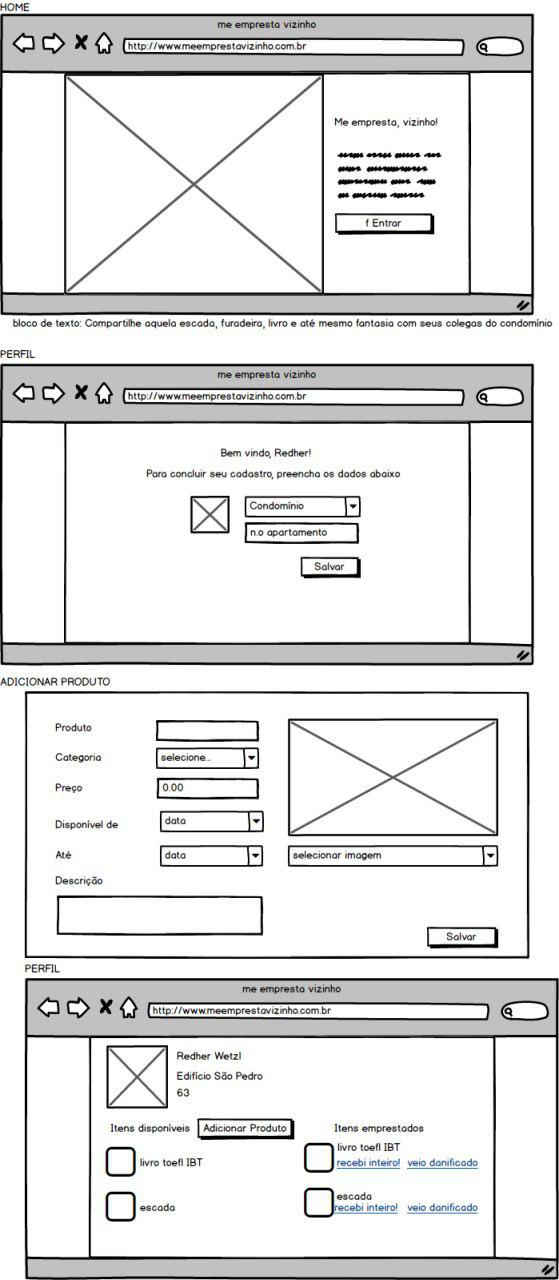 HOME
me empresta vizinho
http://www.meemprestavizinho.com.br
Me empresta, vizinho!
f Entrar
bloco de texto: Compartilhe aquela escada, furadeira, livro e até mesmo fantasia com seus colegas do condomínio
PERFIL
me empresta vizinho
http://www.meemprestavizinho.com.br
Bem vindo, Redher!
Para concluir seu cadastro, preencha os dados abaixo
Condomínio
n.o apartamento
Salvar
ADICIONAR PRODUTO
Produto
Categoria selecione...
Preço 0.00
Disponível de data
Até data selecionar imagem
Descrição
Salvar
PERFIL
me empresta vizinho
http://www.meemprestavizinho.com.br
Redher Wetzl
Edifício São Pedro
63
Itens disponíveis Adicionar Produto Itens emprestados
livro toefl IBT
livro toefl IBT
recebi inteiro! veio danificado
escada
escada
recebi inteiro! veio danificado